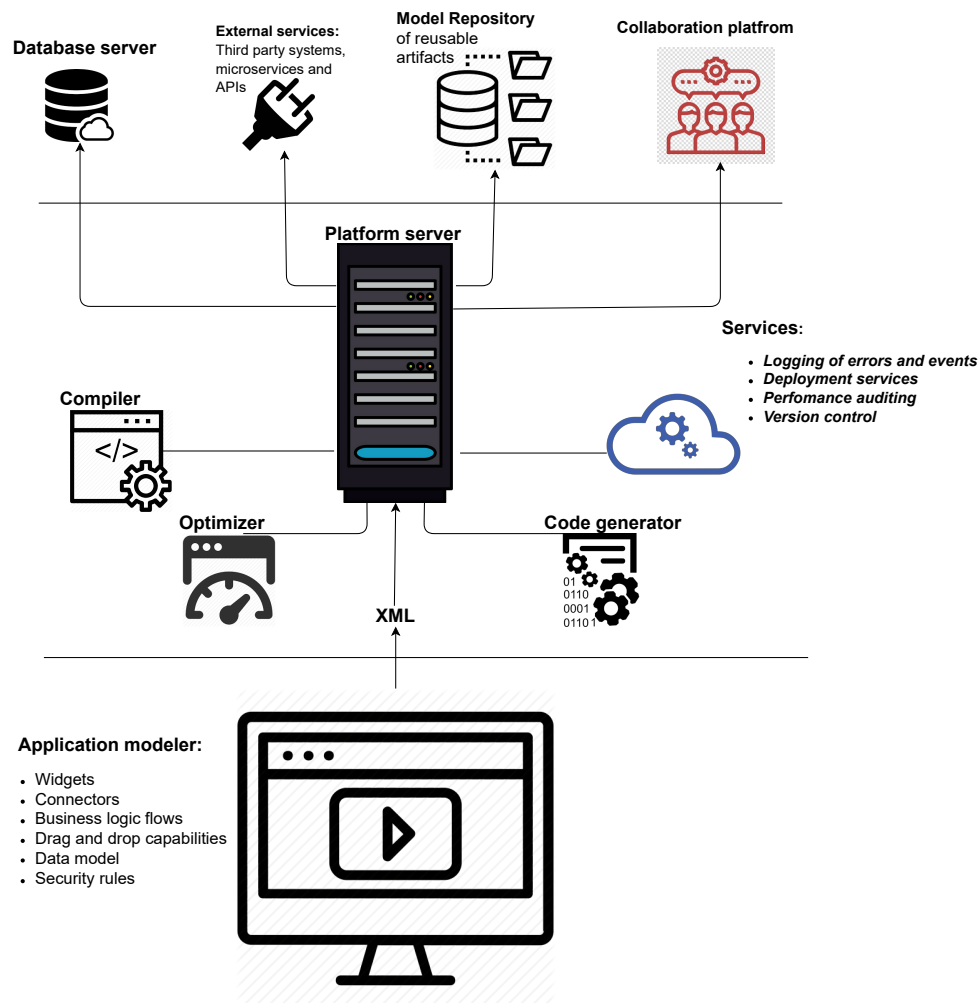 Database server
External services:
Third party systems,
microservices and
APIs
Model Repository
of reusable
artifacts
Collaboration platfrom
Platform server
Services:
• Logging of errors and events
• Deployment services
• Perfomance auditing
• Version control
Compiler
</>
Optimizer
Code generator
01
0110
0001
0110 1
XML
Application modeler:
• Widgets
• Connectors
• Business logic flows
• Drag and drop capabilities
• Data model
• Security rules